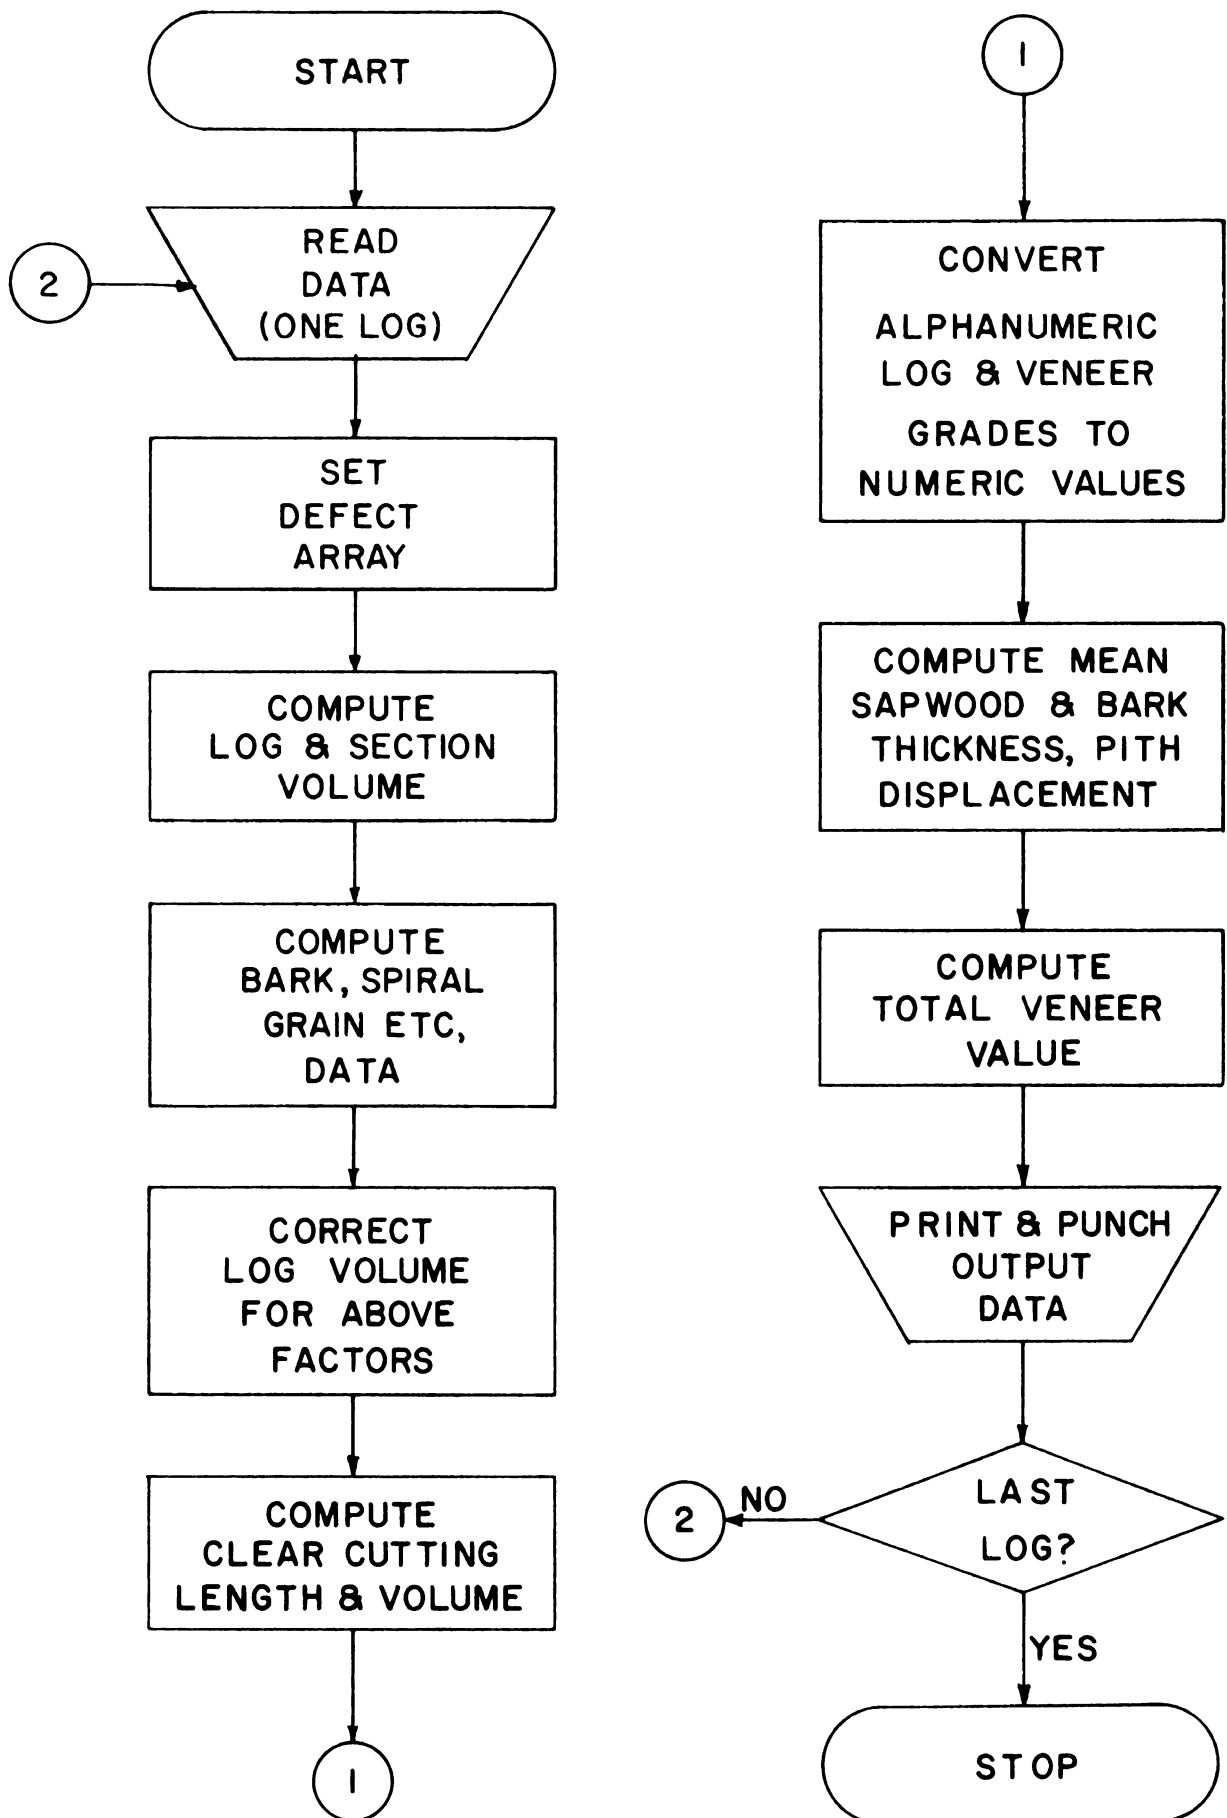 START
2
READ
DATA
(ONE LOG)
SET
DEFECT
ARRAY
COMPUTE
LOG & SECTION
VOLUME
COMPUTE
BARK, SPIRAL
GRAIN ETC,
DATA
CORRECT
LOG VOLUME
FOR ABOVE
FACTORS
COMPUTE
CLEAR CUTTING
LENGTH & VOLUME
1
1
CONVERT
ALPHANUMERIC
LOG & VENEER
GRADES TO
NUMERIC VALUES
COMPUTE MEAN
SAPWOOD & BARK
THICKNESS, PITH
DISPLACEMENT
COMPUTE
TOTAL VENEER
VALUE
PRINT & PUNCH
OUTPUT
DATA
LAST
LOG?
NO
2
YES
STOP